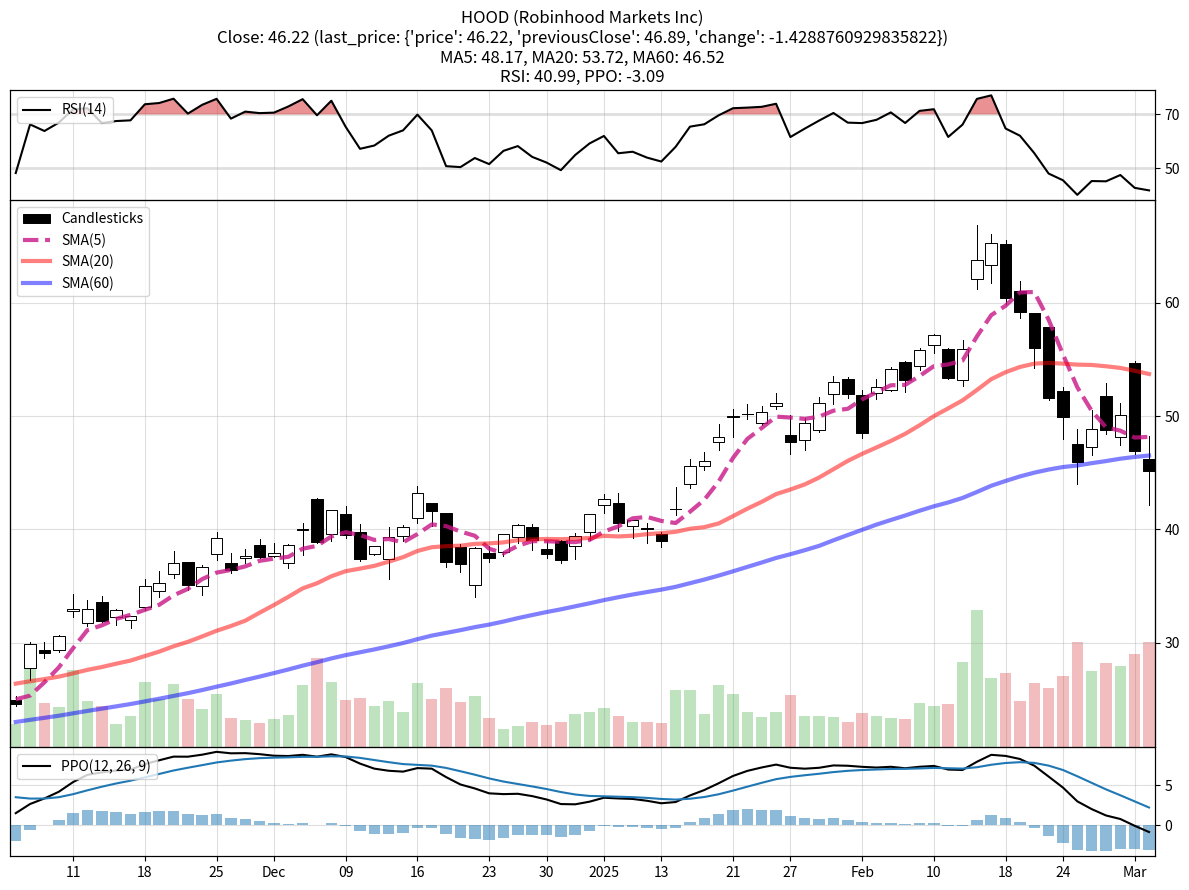 HOOD (Robinhood Markets Inc)
Close: 46.22 (last_price: {'price': 46.22, 'previousClose': 46.89, 'change': -1.4288760929835822})
MA5: 48.17, MA20: 53.72, MA60: 46.52
RSI: 40.99, PPO: -3.09
RSI(14)
70
50
Candlesticks
SMA(5)
SMA(20)
SMA(60)
60
50
40
30
PPO(12, 26, 9)
5
0
11 18 25 Dec 09 16 23 30 2025 13 21 27 Feb 10 18 24 Mar